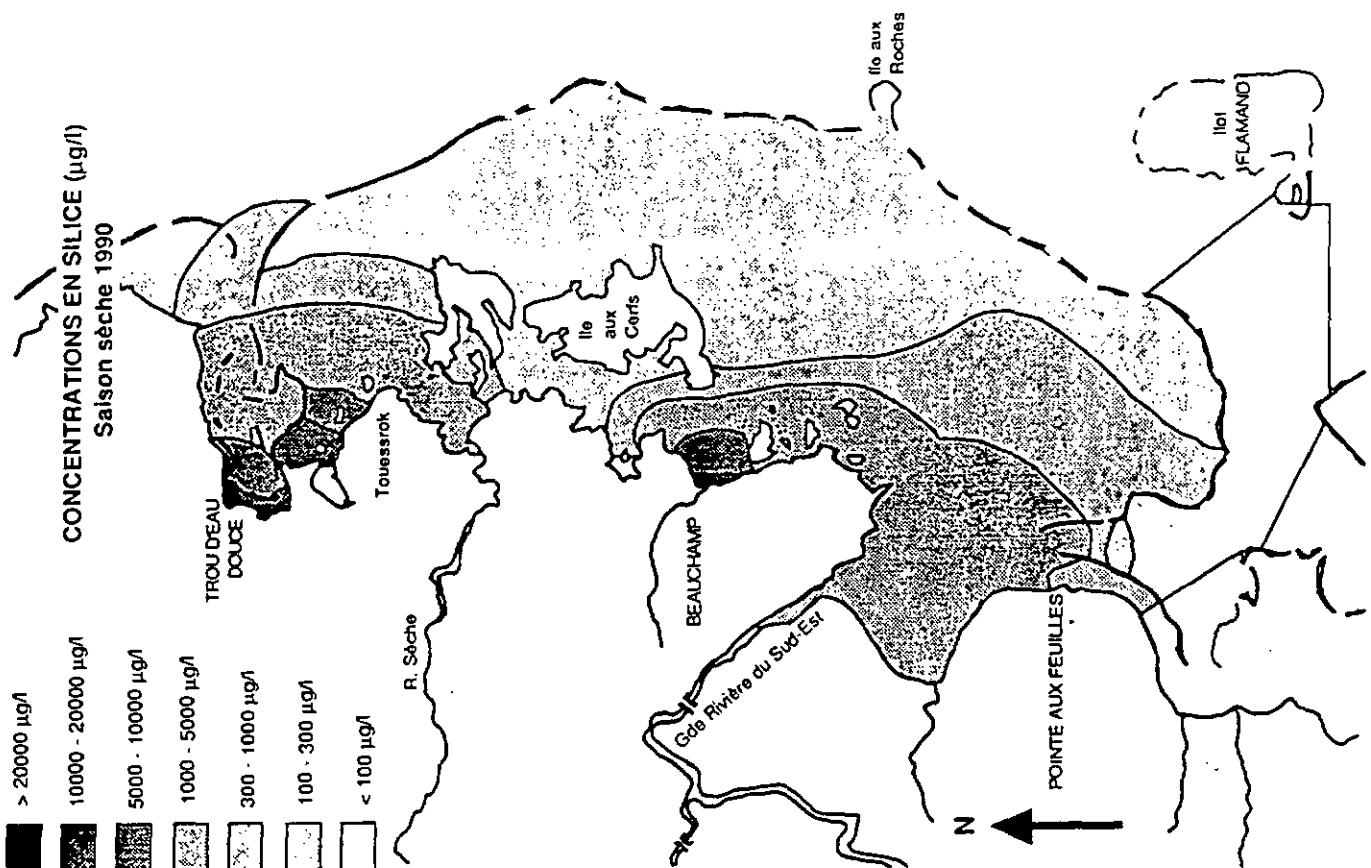 CONCENTRATIONS EN SILICE (µg/l)
Saison sèche 1990
> 20000 µg/l
10000 - 20000 µg/l
5000 - 10000 µg/l
1000 - 5000 µg/l
300 - 1000 µg/l
100 - 300 µg/l
< 100 µg/l
TROU D'EAU
DOUCE
Touessrok
R. Sèche
Ile
aux
Cerfs
Ile aux
Roches
BEAUCHAMP
Gde Rivière du Sud-Est
POINTE AUX FEUILLES
Ilot
FLAMAND
N